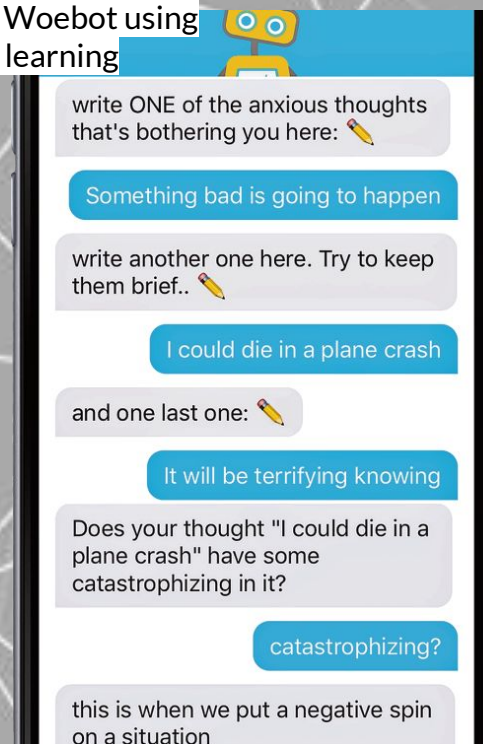 Woebot using
learning
write ONE of the anxious thoughts
that's bothering you here: ✏️
Something bad is going to happen
write another one here. Try to keep
them brief.. ✏️
I could die in a plane crash
and one last one: ✏️
It will be terrifying knowing
Does your thought "I could die in a
plane crash" have some
catastrophizing in it?
catastrophizing?
this is when we put a negative spin
on a situation